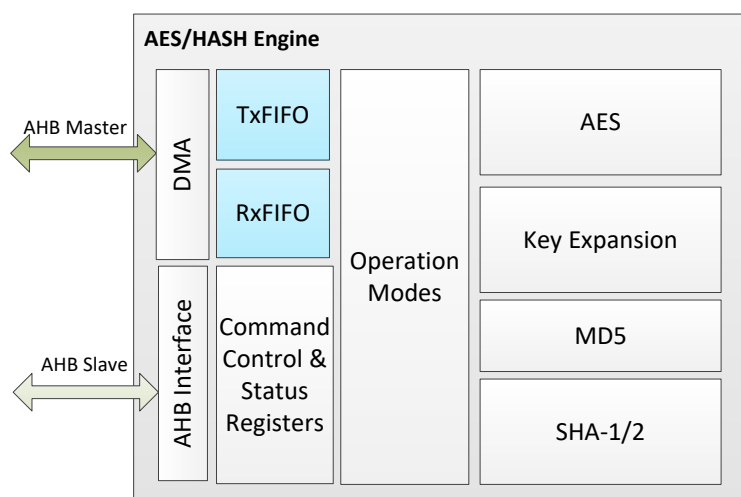 AES/HASH Engine
AHB Master
DMA
TxFIFO
RxFIFO
AHB Slave
AHB Interface
Command
Control &
Status
Registers
Operation
Modes
AES
Key Expansion
MD5
SHA-1/2